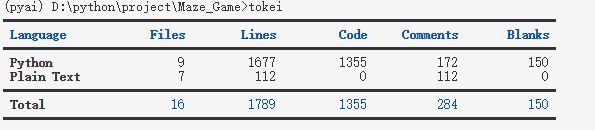 (pyai) D:\python\project\Maze_Game>tokei
Language Files Lines Code Comments Blanks
Python 9 1677 1355 172 150
Plain Text 7 112 0 112 0
Total 16 1789 1355 284 150